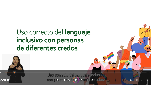 Uso correcto del lenguaje
inclusivo con personas
de diferentes credos